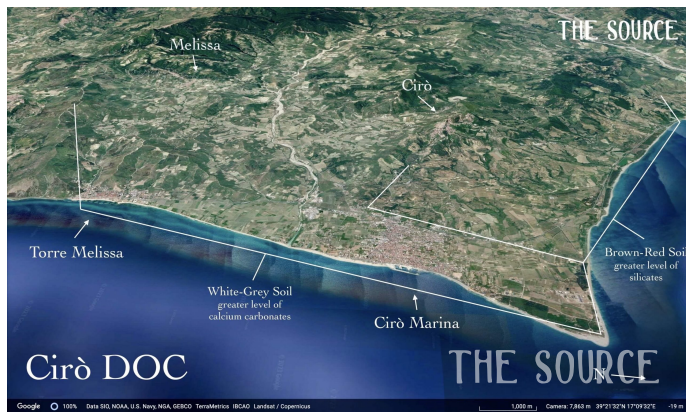 THE SOURCE
Melissa
Cirò
Torre Melissa
Brown-Red Soi
greater level of
silicates
White-Grey Soil
greater level of
calcium carbonates
Cirò Marina
Cirò DOC
THE SOURCE
N
Google 100% Data SIO, NOAA, U.S. Navy, NGA, GEBCO TerraMetrics IBCAO Landsat / Copernicus 1,000 m Camera: 7,863 m 39°21'32"N 17°09'32"E -19 m